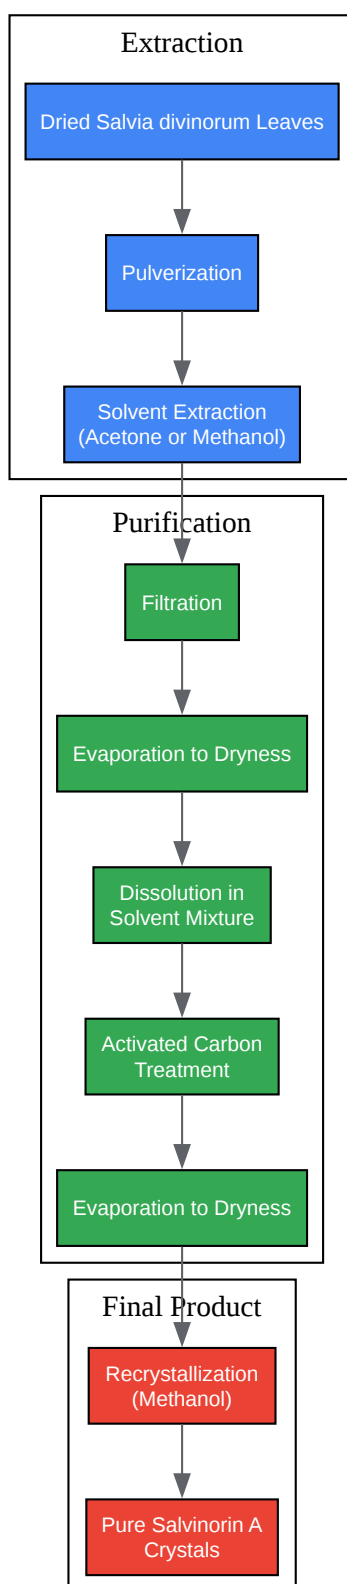 Extraction
Dried Salvia divinorum Leaves
Pulverization
Solvent Extraction
(Acetone or Methanol)
Purification
Filtration
Evaporation to Dryness
Dissolution in
Solvent Mixture
Activated Carbon
Treatment
Evaporation to Dryness
Final Product
Recrystallization
(Methanol)
Pure Salvinorin A
Crystals